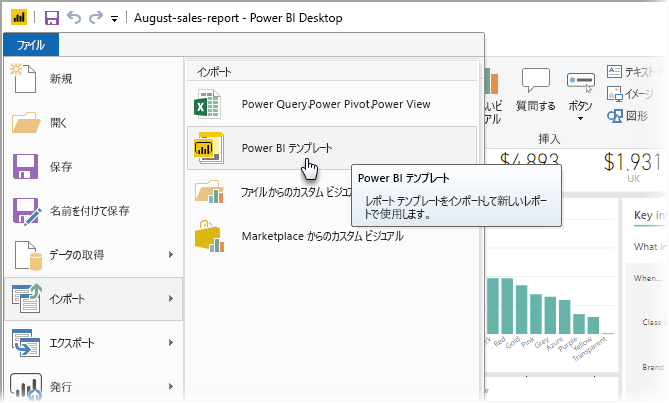 August-sales-report - Power BI Desktop
ファイル
新規
開く
保存
名前を付けて保存
データの取得
インポート
エクスポート
発行
インポート
Power Query,Power Pivot,Power View
Power BI テンプレート
ファイルからのカスタム ビジュア
Marketplace からのカスタム ビジュアル
Power BI テンプレート
レポート テンプレートをインポートして新しいレポー
トで使用します。
質問する
ボタン
テキスト
イメージ
図形
挿入
$4,893
$1,931
UK
Key in
When...
Class i
Brand
Red
Gold
Pink
Grey
Azure
Purple
Yellow
Transparent